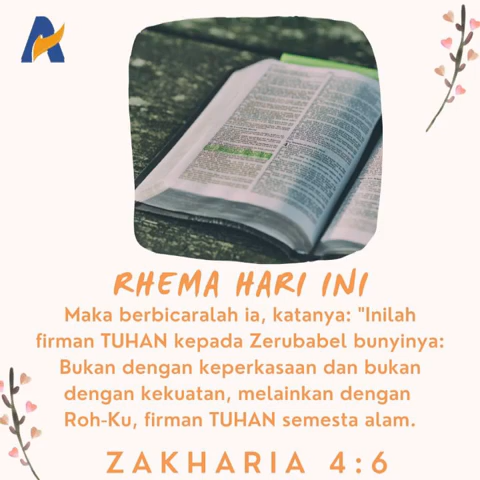 RHEMA HARI INI
Maka berbicaralah ia, katanya: "Inilah
firman TUHAN kepada Zerubabel bunyinya:
Bukan dengan keperkasaan dan bukan
dengan kekuatan, melainkan dengan
Roh-Ku, firman TUHAN semesta alam.
ZAKHARIA 4:6